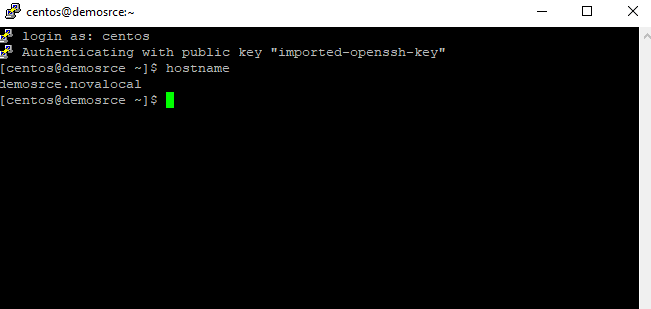 centos@demosrce:~
login as: centos
Authenticating with public key "imported-openssh-key"
[centos@demosrce ~]$ hostname
demosrce.novalocal
[centos@demosrce ~]$